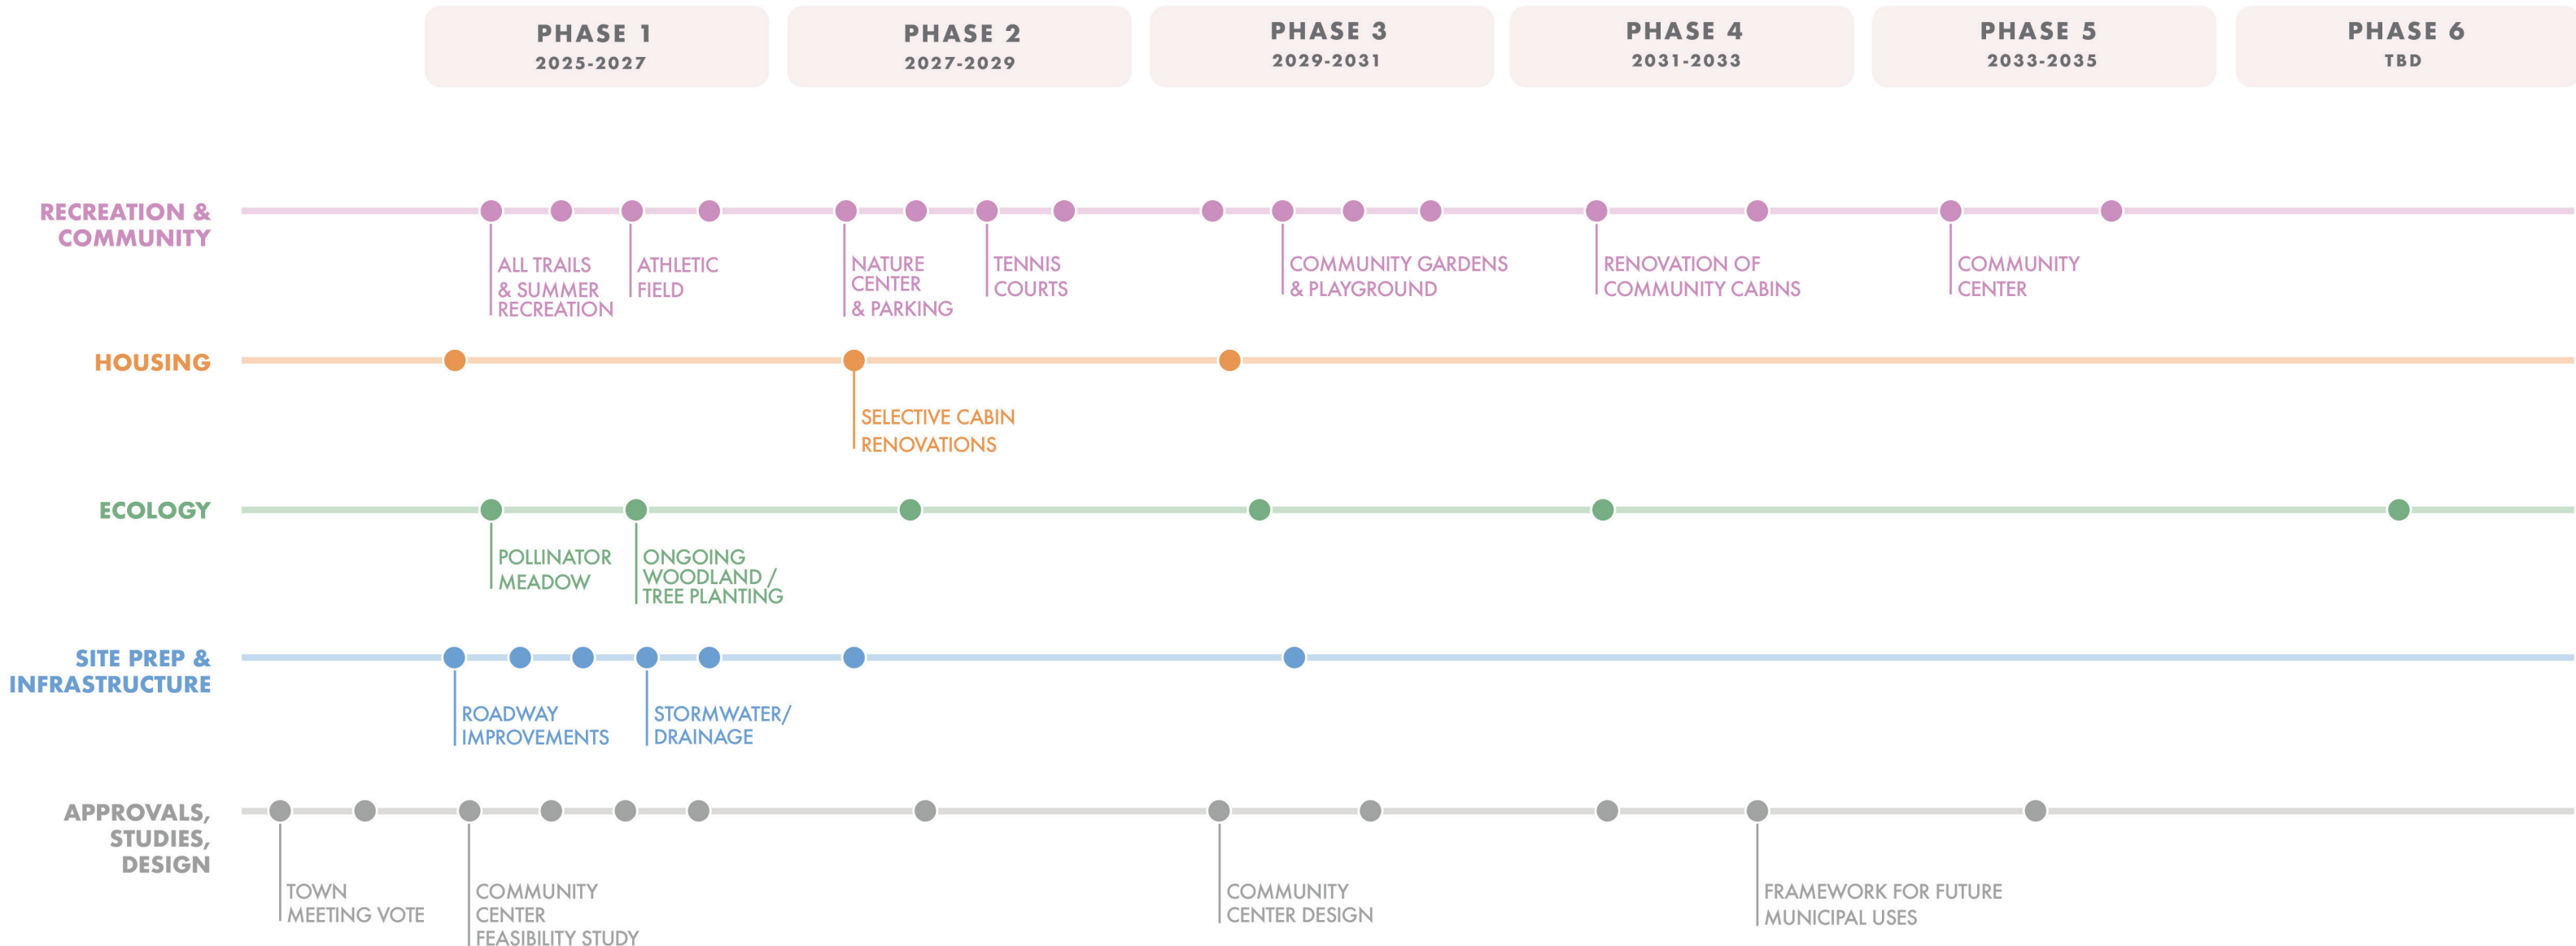 PHASE 1
2025-2027
PHASE 2
2027-2029
PHASE 3
2029-2031
PHASE 4
2031-2033
PHASE 5
2033-2035
PHASE 6
TBD
RECREATION &
COMMUNITY
ALL TRAILS
& SUMMER
RECREATION
ATHLETIC
FIELD
NATURE
CENTER
& PARKING
TENNIS
COURTS
COMMUNITY GARDENS
& PLAYGROUND
RENOVATION OF
COMMUNITY CABINS
COMMUNITY
CENTER
HOUSING
SELECTIVE CABIN
RENOVATIONS
ECOLOGY
POLLINATOR
MEADOW
ONGOING
WOODLAND /
TREE PLANTING
SITE PREP &
INFRASTRUCTURE
ROADWAY
IMPROVEMENTS
STORMWATER/
DRAINAGE
APPROVALS,
STUDIES,
DESIGN
TOWN
MEETING VOTE
COMMUNITY
CENTER
FEASIBILITY STUDY
COMMUNITY
CENTER DESIGN
FRAMEWORK FOR FUTURE
MUNICIPAL USES